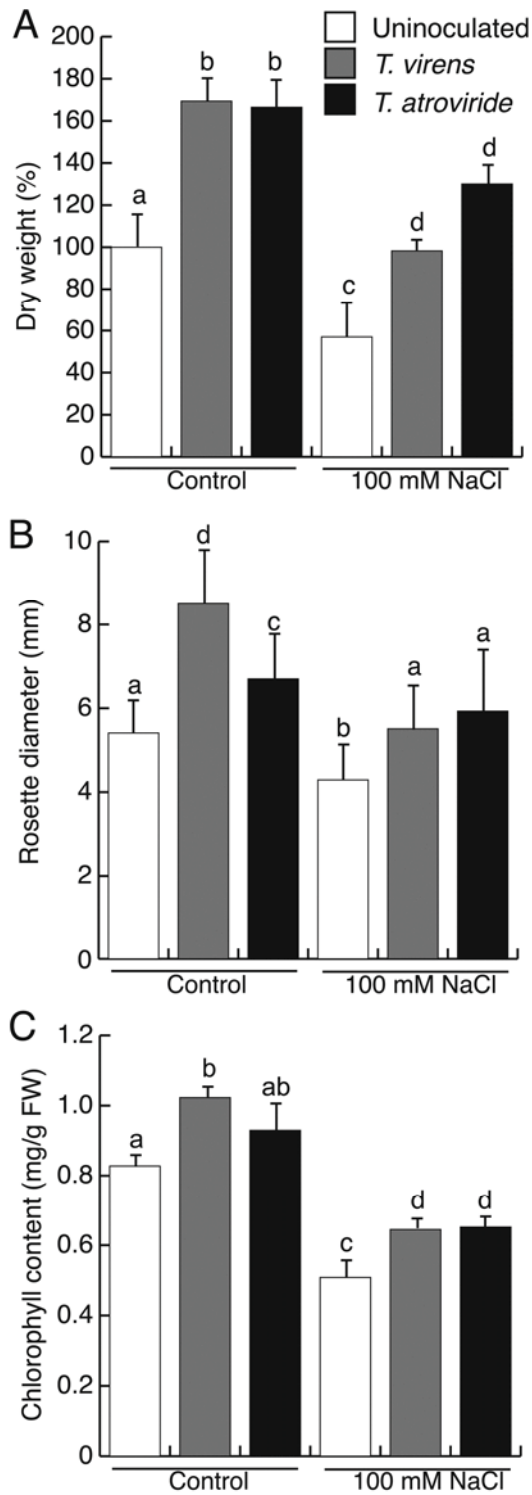 A
Uninoculated
T. virens
T. atroviride
Dry weight (%)
200
180
160
140
120
100
80
60
40
20
0
a
b
b
c
d
d
Control
100 mM NaCl
B
Rosette diameter (mm)
10
8
6
4
2
0
a
d
c
b
a
a
Control
100 mM NaCl
C
Chlorophyll content (mg/g FW)
1.2
1.0
0.8
0.6
0.4
0.2
0
a
b
ab
c
d
d
Control
100 mM NaCl